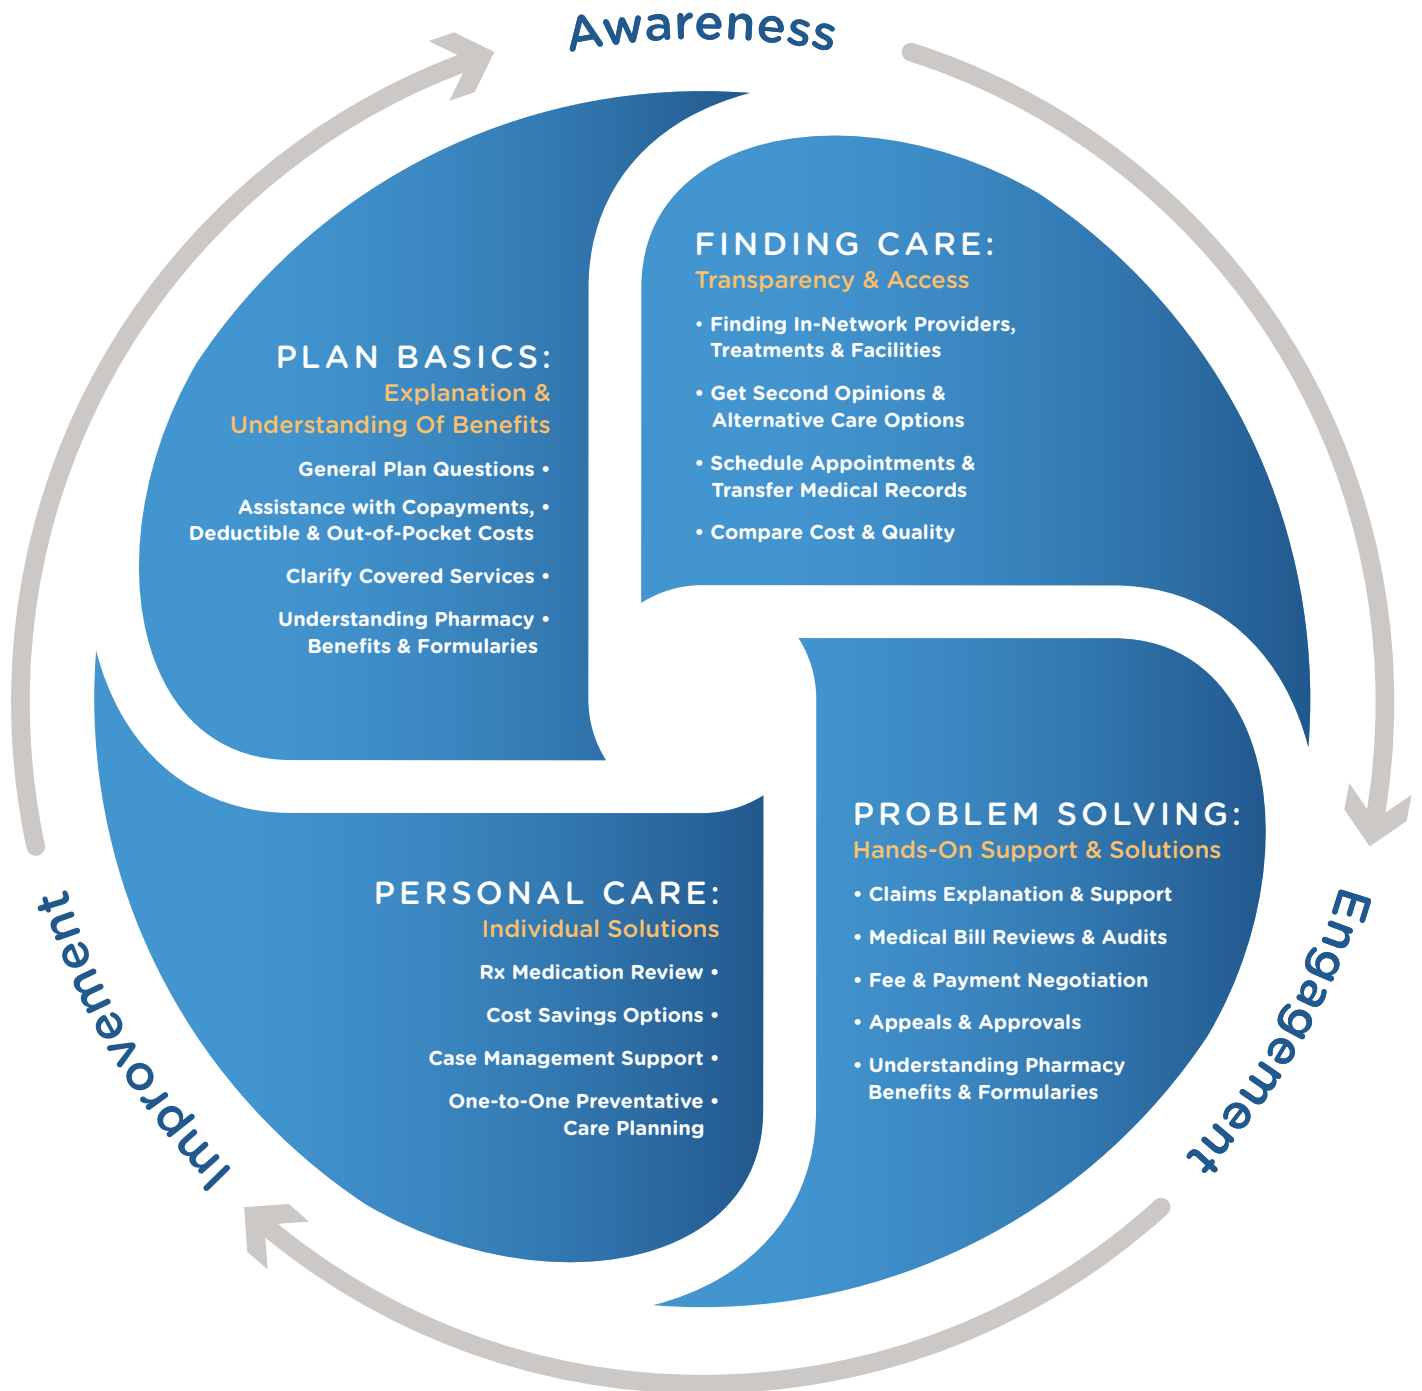 Awareness
FINDING CARE:
Transparency & Access
• Finding In-Network Providers,
Treatments & Facilities
• Get Second Opinions &
Alternative Care Options
• Schedule Appointments &
Transfer Medical Records
• Compare Cost & Quality
PLAN BASICS:
Explanation &
Understanding Of Benefits
General Plan Questions •
Assistance with Copayments, •
Deductible & Out-of-Pocket Costs
Clarify Covered Services •
Understanding Pharmacy •
Benefits & Formularies
PROBLEM SOLVING:
Hands-On Support & Solutions
• Claims Explanation & Support
• Medical Bill Reviews & Audits
• Fee & Payment Negotiation
• Appeals & Approvals
• Understanding Pharmacy
Benefits & Formularies
PERSONAL CARE:
Individual Solutions
Rx Medication Review •
Cost Savings Options •
Case Management Support •
One-to-One Preventative •
Care Planning
Engagement
Improvement